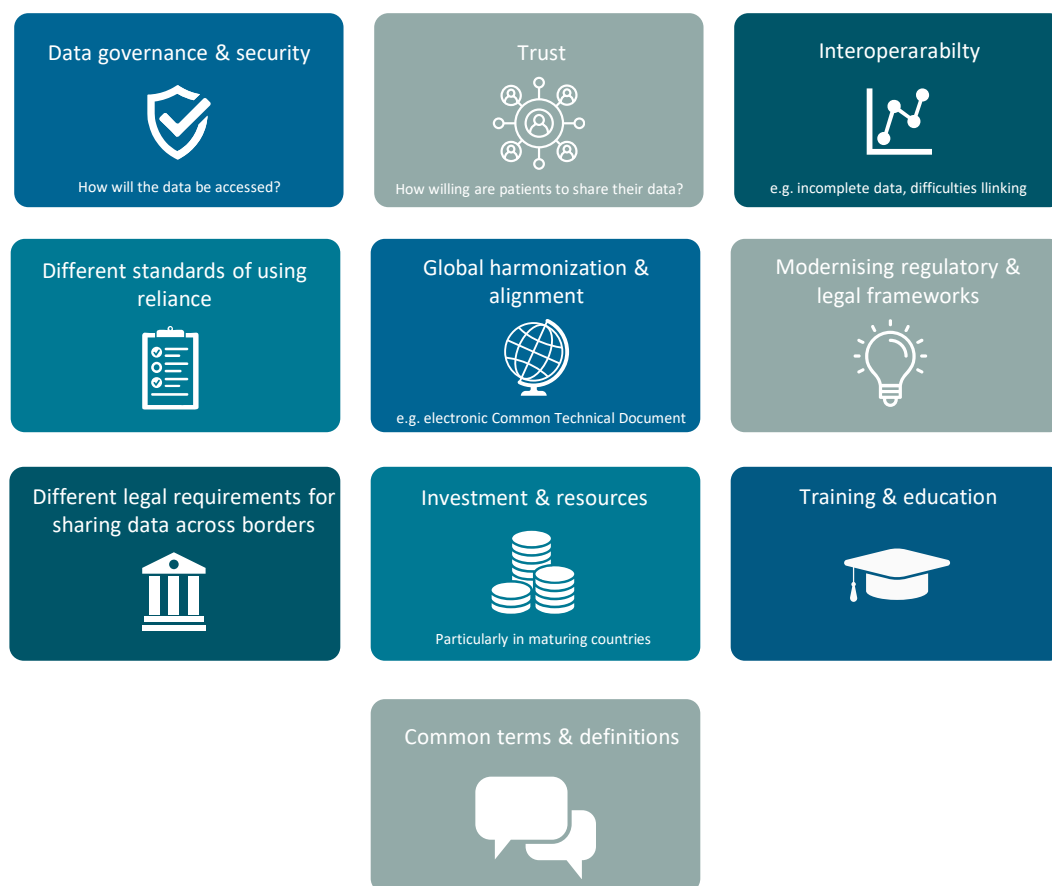 Data governance & security
How will the data be accessed?
Trust
How willing are patients to share their data?
Interoperarabilty
e.g. incomplete data, difficulties llinking
Different standards of using
reliance
Global harmonization &
alignment
e.g. electronic Common Technical Document
Modernising regulatory &
legal frameworks
Different legal requirements for
sharing data across borders
Investment & resources
Particularly in maturing countries
Training & education
Common terms & definitions